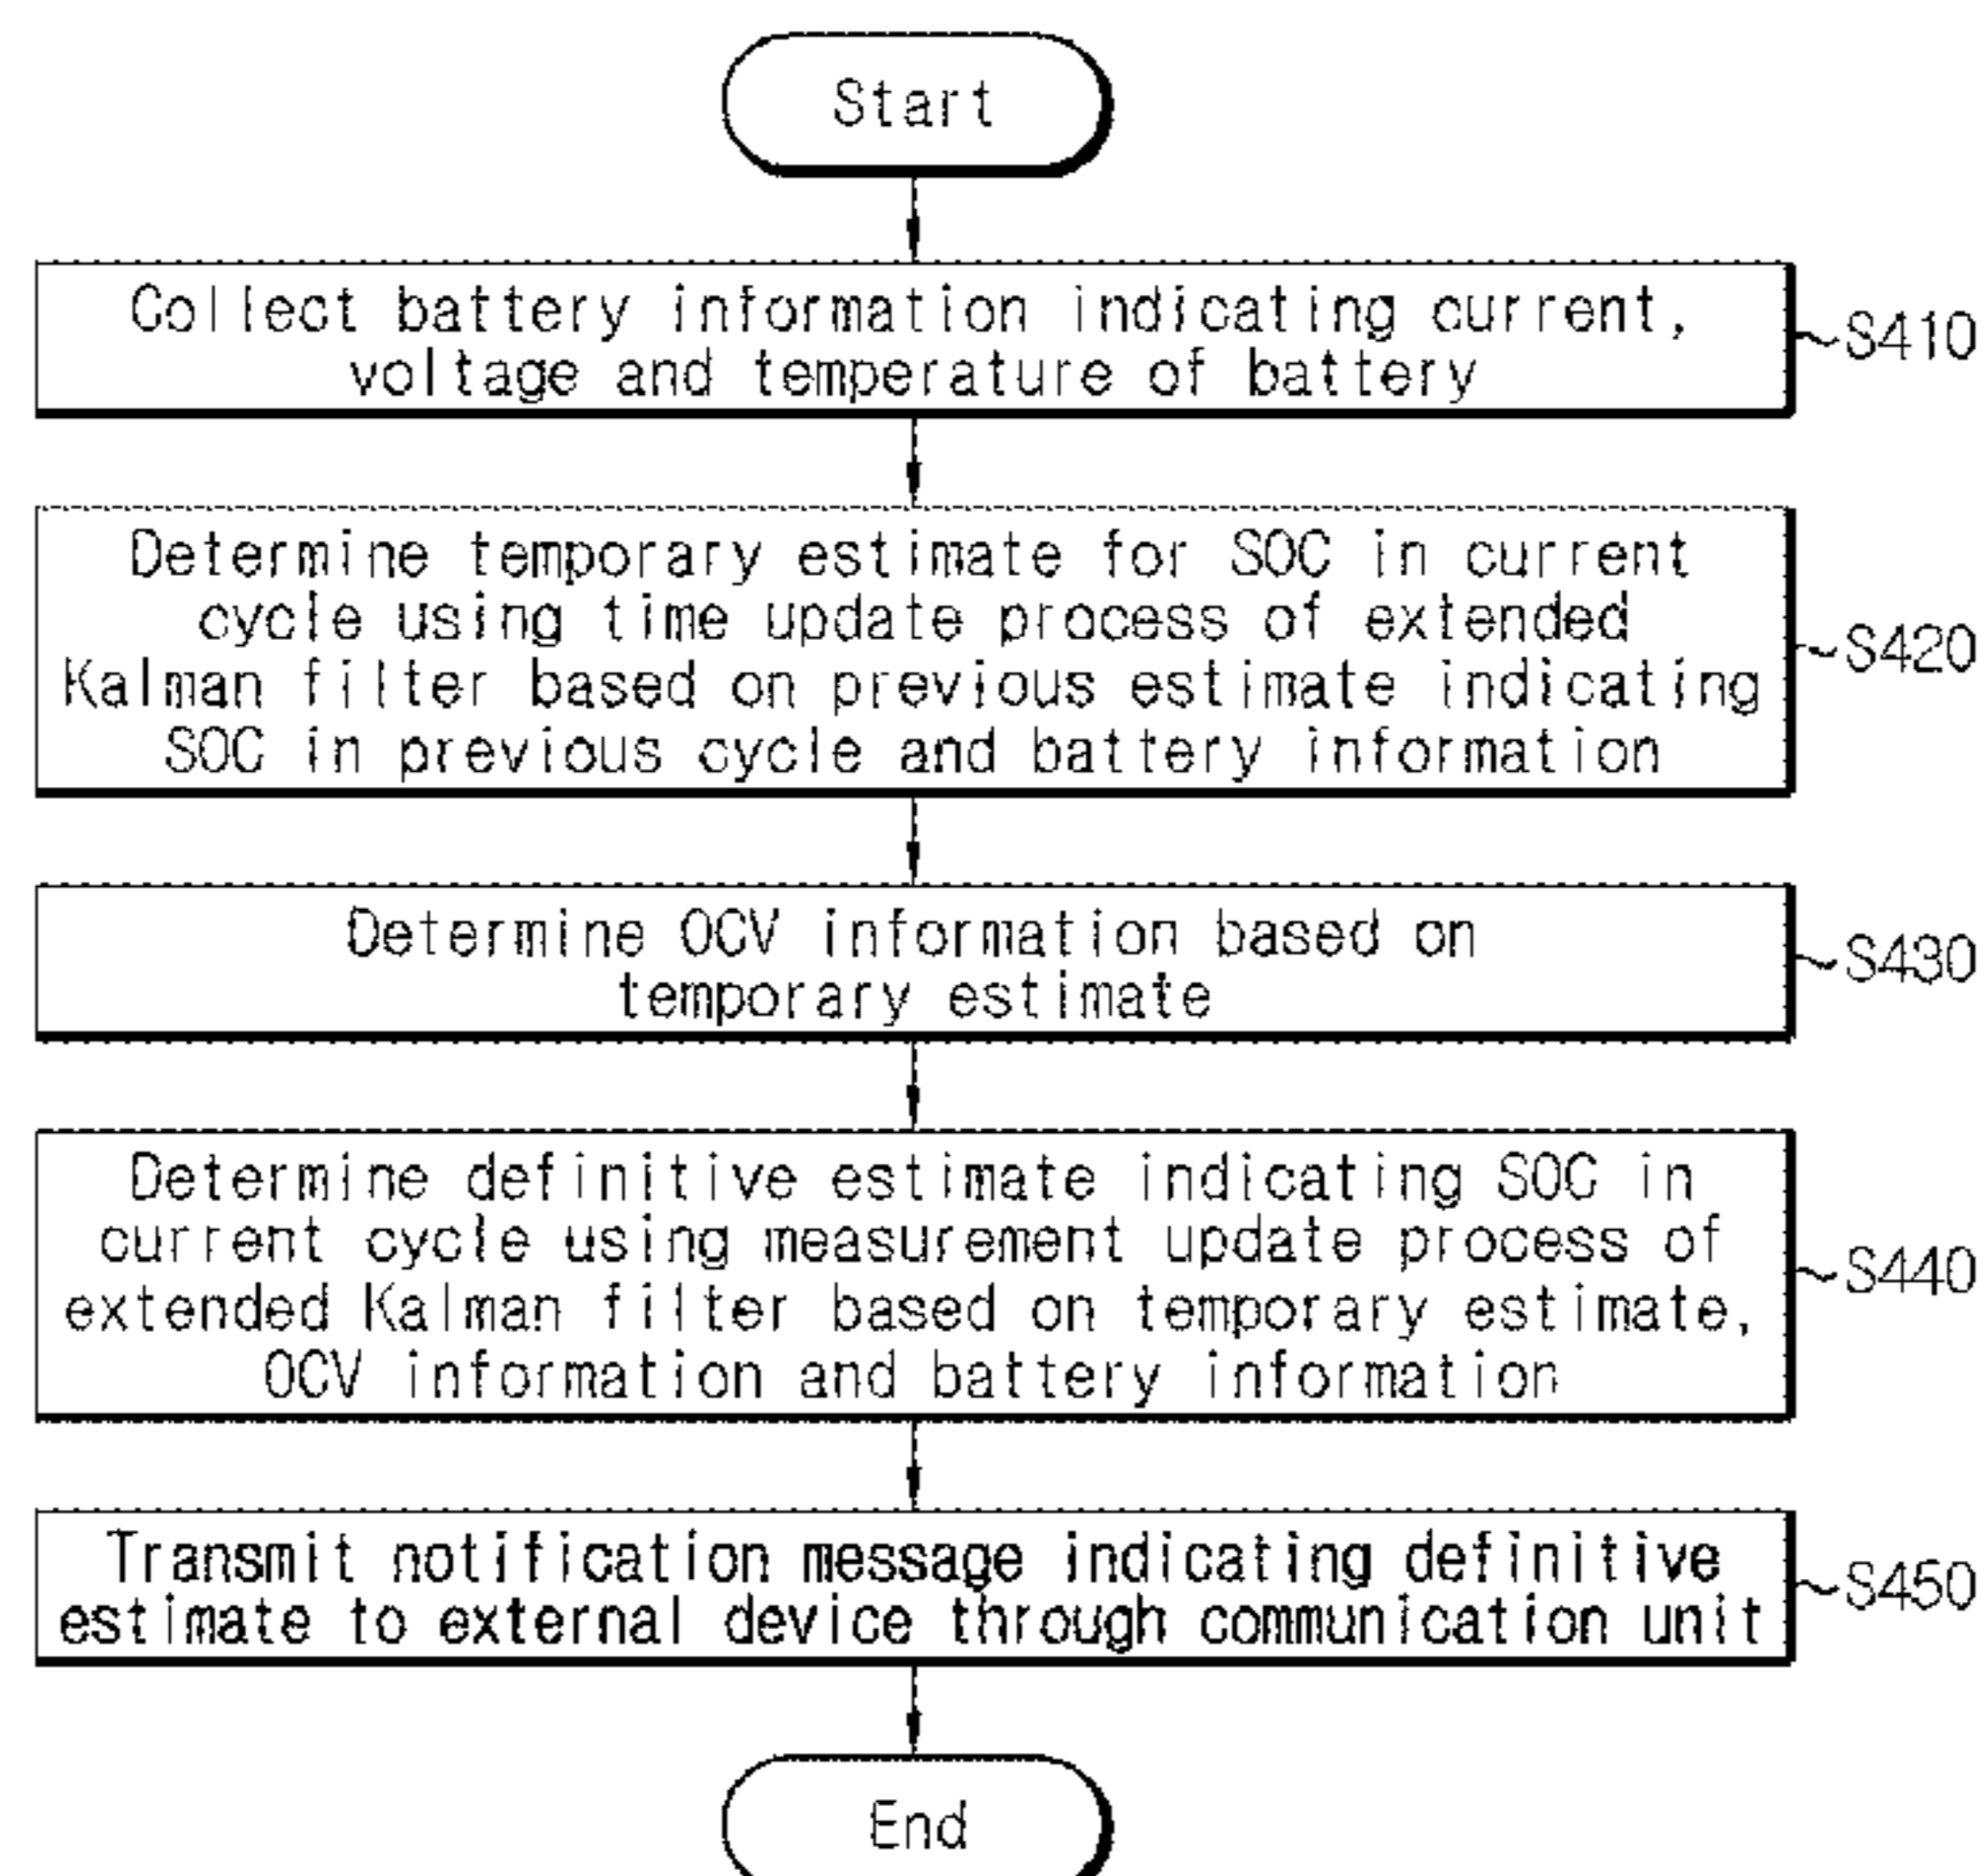 Start
Collect battery information indicating current,
voltage and temperature of battery
~S410
Determine temporary estimate for SOC in current
cycle using time update process of extended
Kalman filter based on previous estimate indicating
SOC in previous cycle and battery information
~S420
Determine OCV information based on
temporary estimate
~S430
Determine definitive estimate indicating SOC in
current cycle using measurement update process of
extended Kalman filter based on temporary estimate,
OCV information and battery information
~S440
Transmit notification message indicating definitive
estimate to external device through communication unit
~S450
End